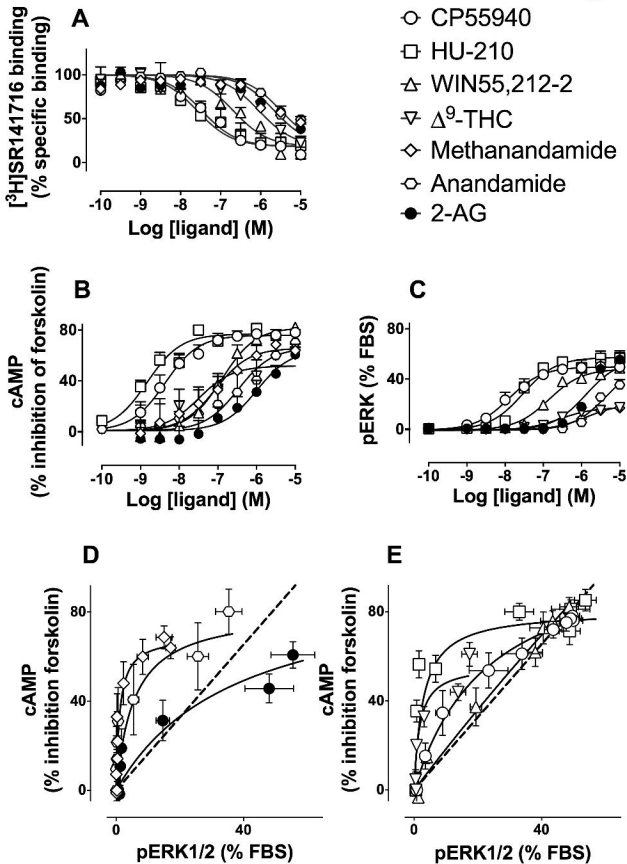 A
[³H]SR141716 binding
(% specific binding)
100
50
0
-10 -9 -8 -7 -6 -5
Log [ligand] (M)
CP55940
HU-210
WIN55,212-2
Δ⁹-THC
Methanandamide
Anandamide
2-AG
B
cAMP
(% inhibition of forskolin)
80
40
0
-10 -9 -8 -7 -6 -5
Log [ligand] (M)
C
pERK (% FBS)
80
40
0
-10 -9 -8 -7 -6 -5
Log [ligand] (M)
D
cAMP
(% inhibition forskolin)
80
40
0
0 40
pERK1/2 (% FBS)
E
cAMP
(% inhibition forskolin)
80
40
0
0 40
pERK1/2 (% FBS)